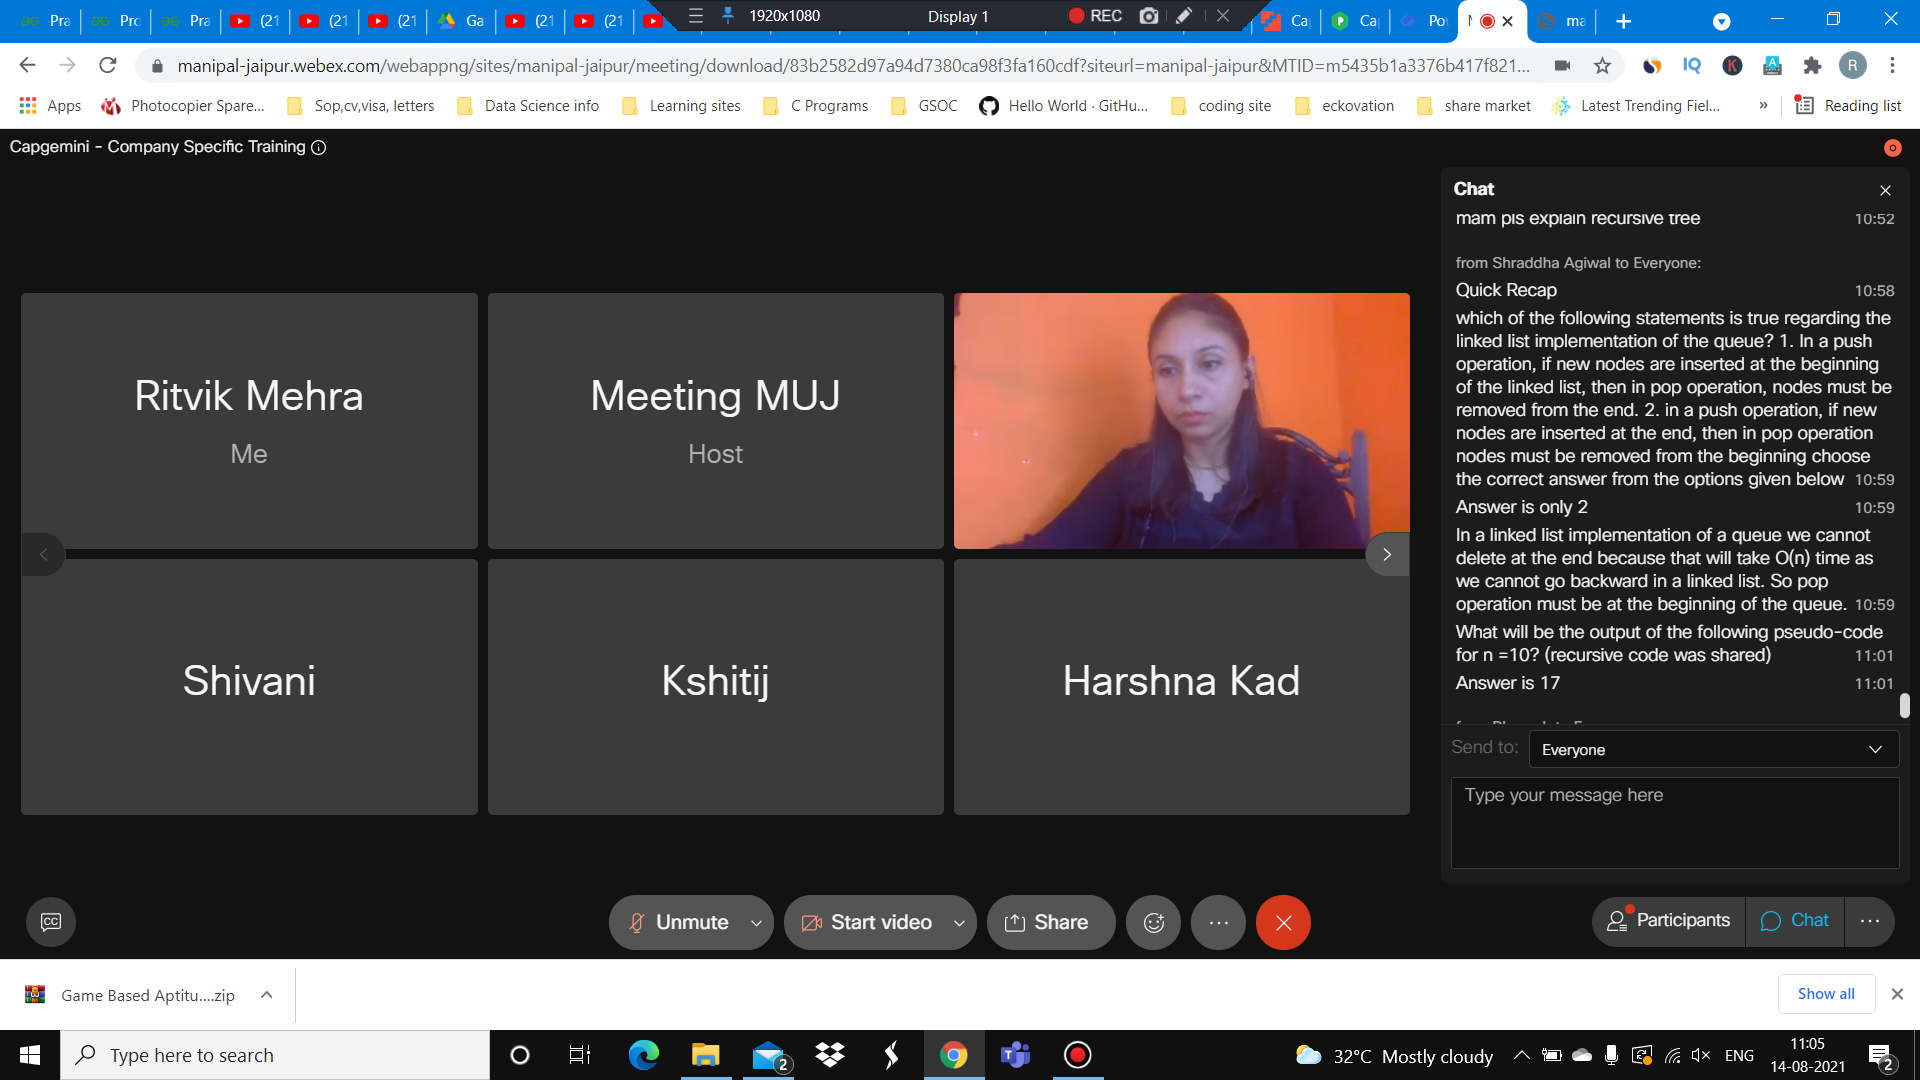 Pra
Pro
Pra
(21
(21
(21
Ga
(21
(21
1920x1080
Display 1
REC
Ca
Ca
Po
ma
manipal-jaipur.webex.com/webappng/sites/manipal-jaipur/meeting/download/83b2582d97a94d7380ca98f3fa160cdf?siteurl=manipal-jaipur&MTID=m5435b1a3376b417f821...
R
Apps
Photocopier Spare...
Sop,cv,visa, letters
Data Science info
Learning sites
C Programs
GSOC
Hello World · GitHu...
coding site
eckovation
share market
Latest Trending Fiel...
»
Reading list
Capgemini - Company Specific Training
Chat
mam pls explain recursive tree 10:52
from Shraddha Agiwal to Everyone:
Quick Recap 10:58
which of the following statements is true regarding the
linked list implementation of the queue? 1. In a push
operation, if new nodes are inserted at the beginning
of the linked list, then in pop operation, nodes must be
removed from the end. 2. in a push operation, if new
nodes are inserted at the end, then in pop operation
nodes must be removed from the beginning choose
the correct answer from the options given below 10:59
Answer is only 2 10:59
In a linked list implementation of a queue we cannot
delete at the end because that will take O(n) time as
we cannot go backward in a linked list. So pop
operation must be at the beginning of the queue. 10:59
What will be the output of the following pseudo-code
for n =10? (recursive code was shared) 11:01
Answer is 17 11:01
Send to: Everyone
Type your message here
Ritvik Mehra
Me
Meeting MUJ
Host
Shivani
Kshitij
Harshna Kad
CC
Unmute
Start video
Share
Participants
Chat
Game Based Aptitu....zip
Show all
Type here to search
2
32°C Mostly cloudy
ENG
11:05
14-08-2021
2